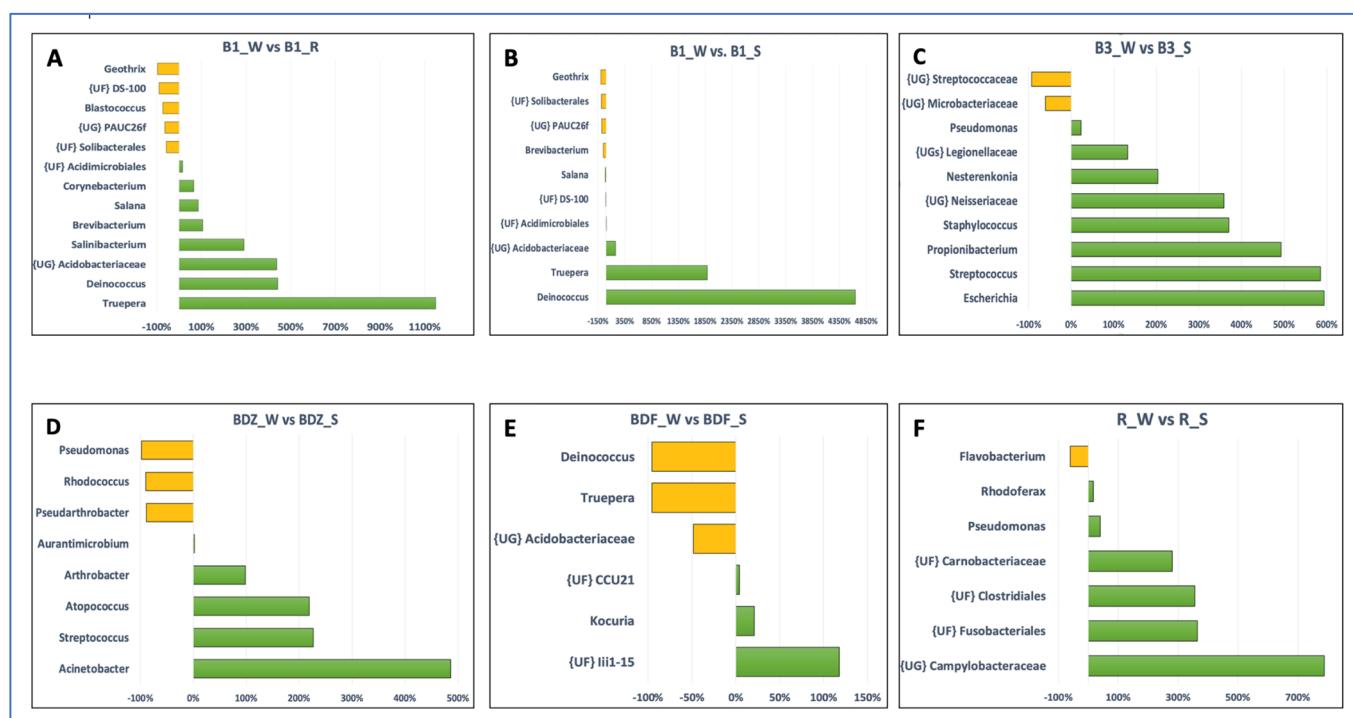 A
B1_W vs B1_R
Geothrix
{UF} DS-100
Blastococcus
{UG} PAUC26f
{UF} Solibacterales
{UF} Acidimicrobiales
Corynebacterium
Salana
Brevibacterium
Salinibacterium
{UG} Acidobacteriaceae
Deinococcus
Truepera
-100% 100% 300% 500% 700% 900% 1100%
B
B1_W vs. B1_S
Geothrix
{UF} Solibacterales
{UG} PAUC26f
Brevibacterium
Salana
{UF} DS-100
{UF} Acidimicrobiales
{UG} Acidobacteriaceae
Truepera
Deinococcus
-150% 350% 850% 1350% 1850% 2350% 2850% 3350% 3850% 4350% 4850%
C
B3_W vs B3_S
{UG} Streptococcaceae
{UG} Microbacteriaceae
Pseudomonas
{UGs} Legionellaceae
Nesterenkonia
{UG} Neisseriaceae
Staphylococcus
Propionibacterium
Streptococcus
Escherichia
-100% 0% 100% 200% 300% 400% 500% 600%
D
BDZ_W vs BDZ_S
Pseudomonas
Rhodococcus
Pseudarthrobacter
Aurantimicrobium
Arthrobacter
Atopococcus
Streptococcus
Acinetobacter
-100% 0% 100% 200% 300% 400% 500%
E
BDF_W vs BDF_S
Deinococcus
Truepera
{UG} Acidobacteriaceae
{UF} CCU21
Kocuria
{UF} Iii1-15
-100% -50% 0% 50% 100% 150%
F
R_W vs R_S
Flavobacterium
Rhodoferax
Pseudomonas
{UF} Carnobacteriaceae
{UF} Clostridiales
{UF} Fusobacteriales
{UG} Campylobacteraceae
-100% 100% 300% 500% 700%